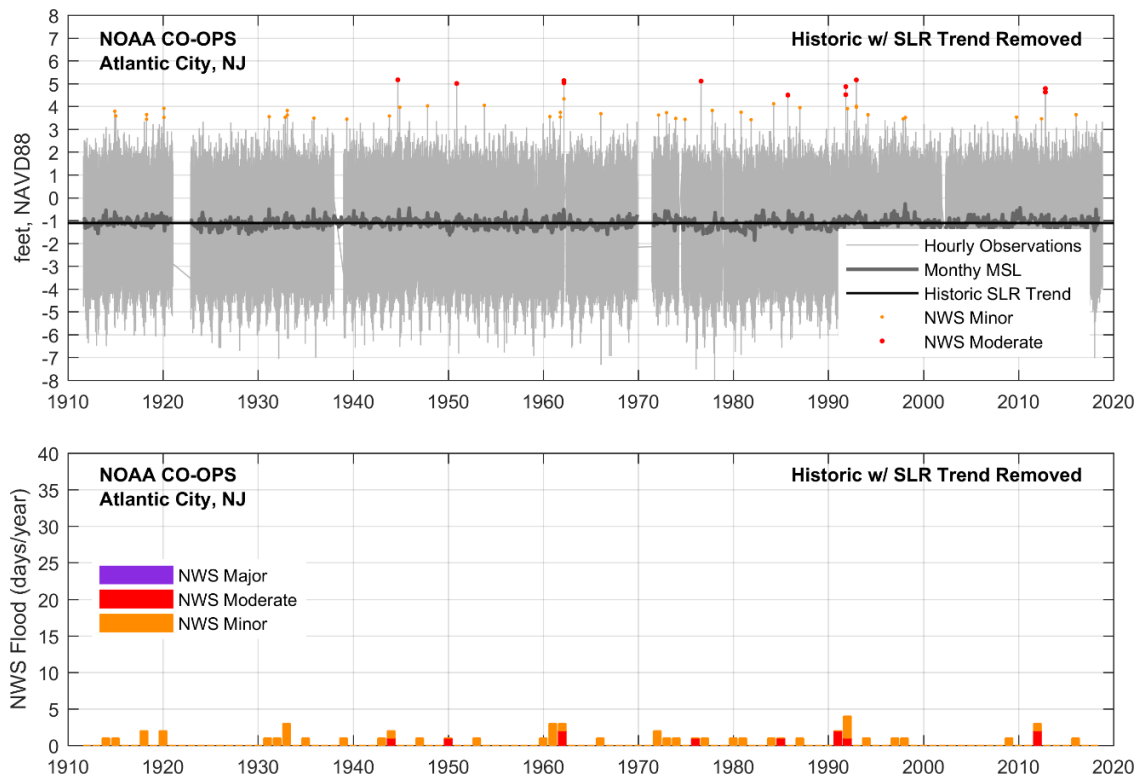 NOAA CO-OPS
Atlantic City, NJ
Historic w/ SLR Trend Removed
feet, NAVD88
8
7
6
5
4
3
2
1
0
-1
-2
-3
-4
-5
-6
-7
-8
Hourly Observations
Monthy MSL
Historic SLR Trend
NWS Minor
NWS Moderate
1910 1920 1930 1940 1950 1960 1970 1980 1990 2000 2010 2020
NOAA CO-OPS
Atlantic City, NJ
Historic w/ SLR Trend Removed
NWS Flood (days/year)
40
35
30
25
20
15
10
5
0
NWS Major
NWS Moderate
NWS Minor
1910 1920 1930 1940 1950 1960 1970 1980 1990 2000 2010 2020